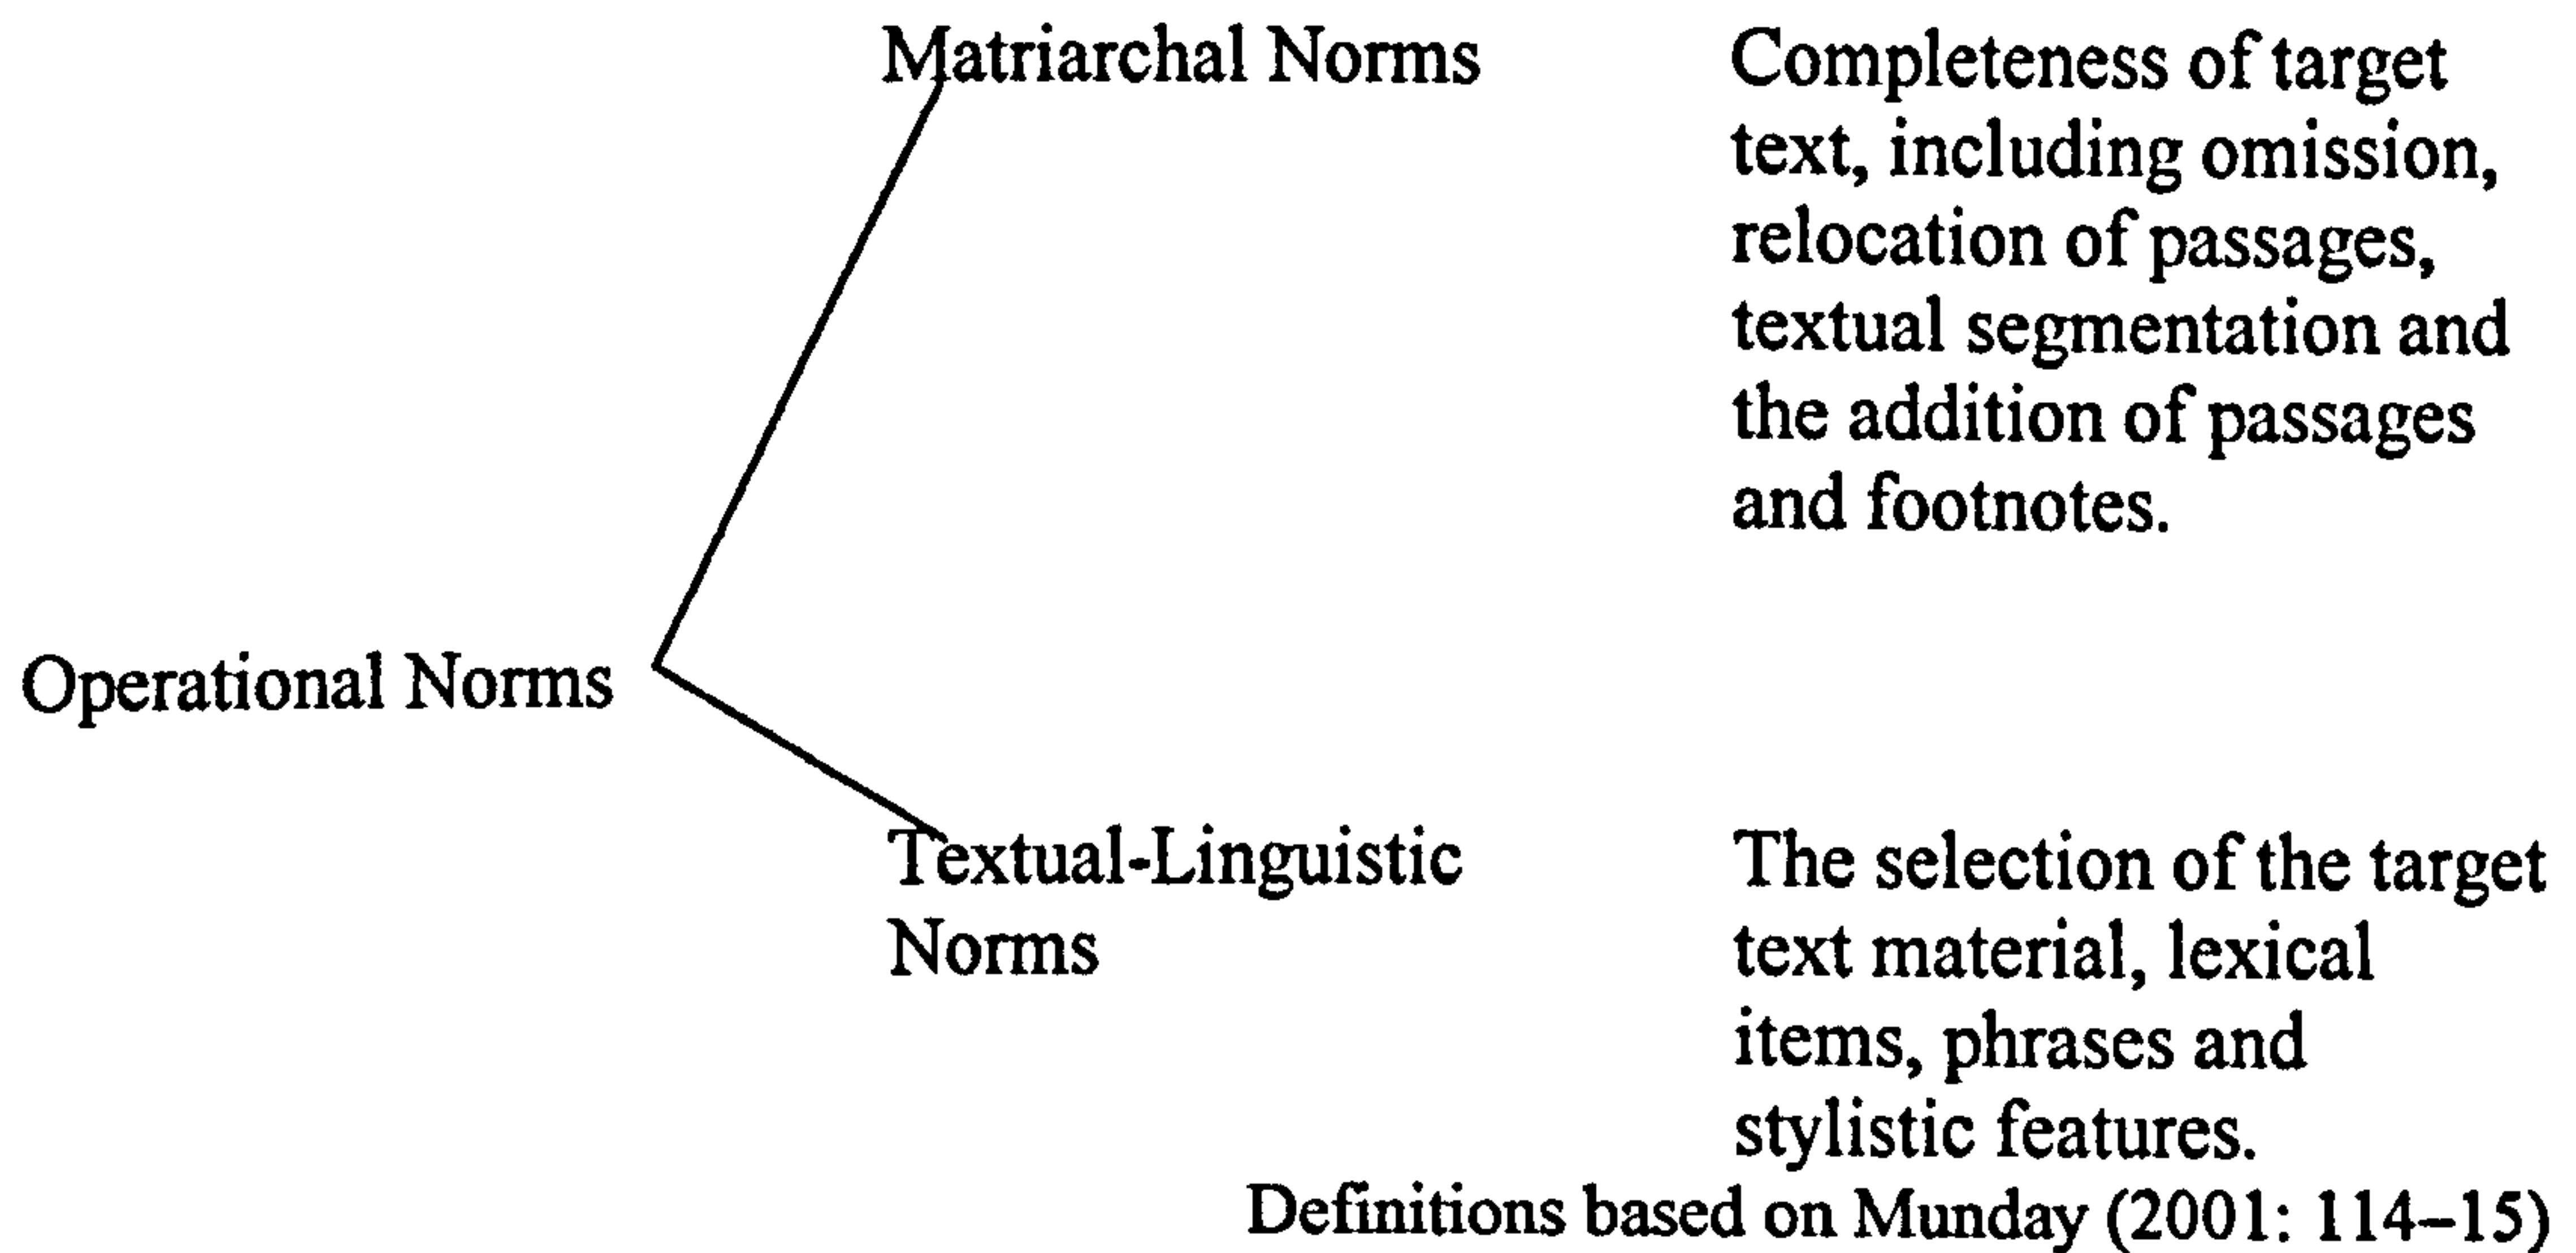 Matriarchal Norms
Completeness of target
text, including omission,
relocation of passages,
textual segmentation and
the addition of passages
and footnotes.
Operational Norms
Textual-Linguistic
Norms
The selection of the target
text material, lexical
items, phrases and
stylistic features.
Definitions based on Munday (2001: 114–15)